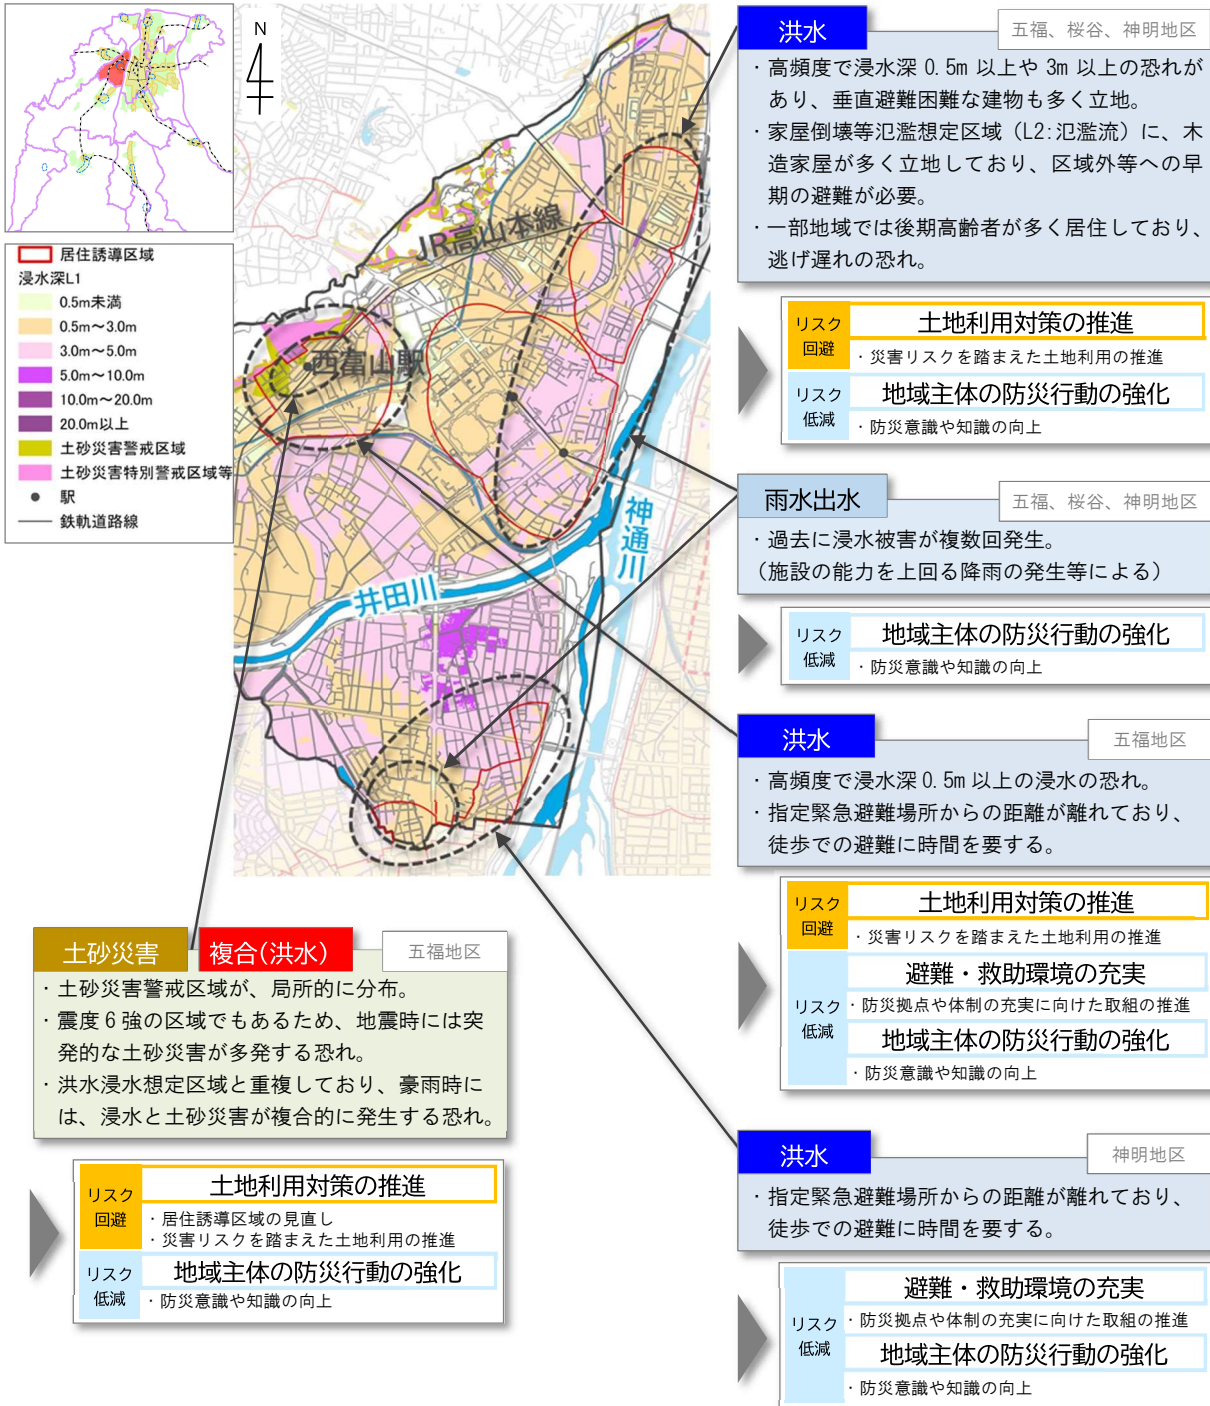 N
居住誘導区域
浸水深L1
0.5m未満
0.5m～3.0m
3.0m～5.0m
5.0m～10.0m
10.0m～20.0m
20.0m以上
土砂災害警戒区域
土砂災害特別警戒区域等
駅
鉄軌道路線
JR高山本線
西富山駅
神通川
井田川
洪水
五福、桜谷、神明地区
・高頻度で浸水深 0.5m 以上や 3m 以上の恐れが
あり、垂直避難困難な建物も多く立地。
・家屋倒壊等氾濫想定区域（L2:氾濫流）に、木
造家屋が多く立地しており、区域外等への早
期の避難が必要。
・一部地域では後期高齢者が多く居住しており、
逃げ遅れの恐れ。
リスク
回避
土地利用対策の推進
・災害リスクを踏まえた土地利用の推進
リスク
低減
地域主体の防災行動の強化
・防災意識や知識の向上
雨水出水
五福、桜谷、神明地区
・過去に浸水被害が複数回発生。
（施設の能力を上回る降雨の発生等による）
リスク
低減
地域主体の防災行動の強化
・防災意識や知識の向上
洪水
五福地区
・高頻度で浸水深 0.5m 以上の浸水の恐れ。
・指定緊急避難場所からの距離が離れており、
徒歩での避難に時間を要する。
リスク
回避
土地利用対策の推進
・災害リスクを踏まえた土地利用の推進
リスク
低減
避難・救助環境の充実
・防災拠点や体制の充実に向けた取組の推進
地域主体の防災行動の強化
・防災意識や知識の向上
土砂災害
複合(洪水)
五福地区
・土砂災害警戒区域が、局所的に分布。
・震度６強の区域でもあるため、地震時には突
発的な土砂災害が多発する恐れ。
・洪水浸水想定区域と重複しており、豪雨時に
は、浸水と土砂災害が複合的に発生する恐れ。
リスク
回避
土地利用対策の推進
・居住誘導区域の見直し
・災害リスクを踏まえた土地利用の推進
リスク
低減
地域主体の防災行動の強化
・防災意識や知識の向上
洪水
神明地区
・指定緊急避難場所からの距離が離れており、
徒歩での避難に時間を要する。
リスク
低減
避難・救助環境の充実
・防災拠点や体制の充実に向けた取組の推進
地域主体の防災行動の強化
・防災意識や知識の向上